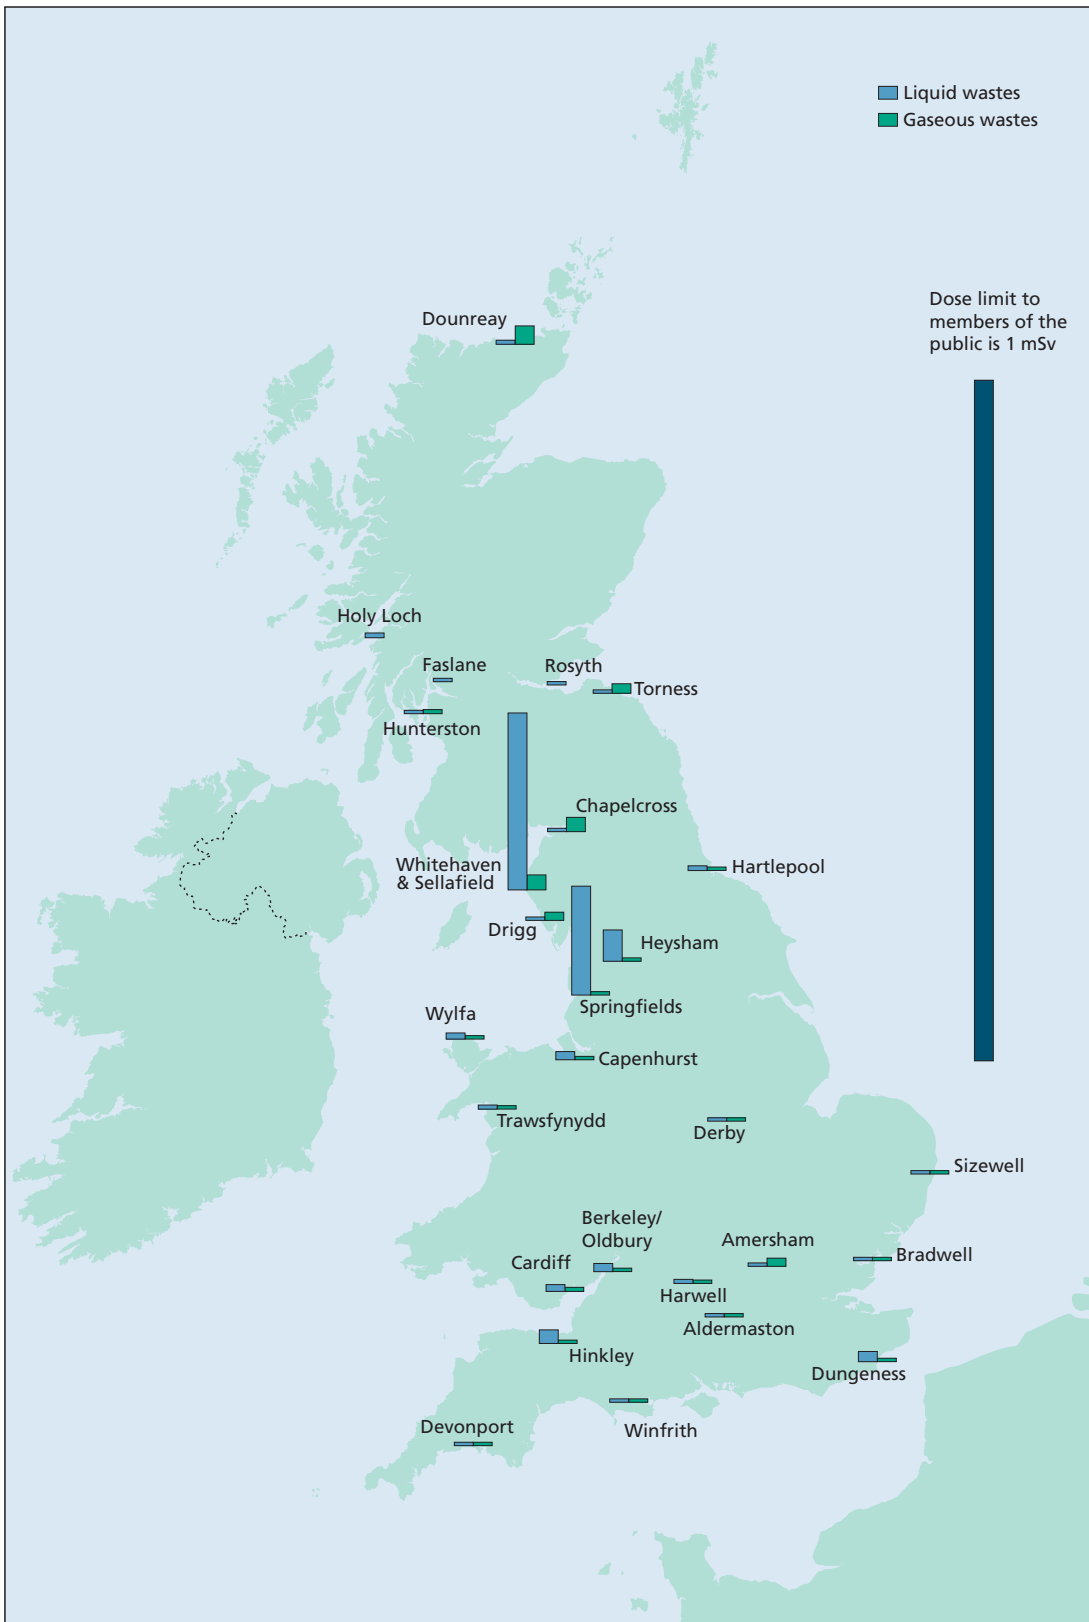 Liquid wastes
Gaseous wastes
Dose limit to
members of the
public is 1 mSv
Dounreay
Holy Loch
Faslane
Rosyth
Torness
Hunterston
Chapelcross
Whitehaven
& Sellafield
Hartlepool
Drigg
Heysham
Springfields
Wylfa
Capenhurst
Trawsfynydd
Derby
Sizewell
Berkeley/
Oldbury
Amersham
Bradwell
Cardiff
Harwell
Aldermaston
Hinkley
Dungeness
Devonport
Winfrith